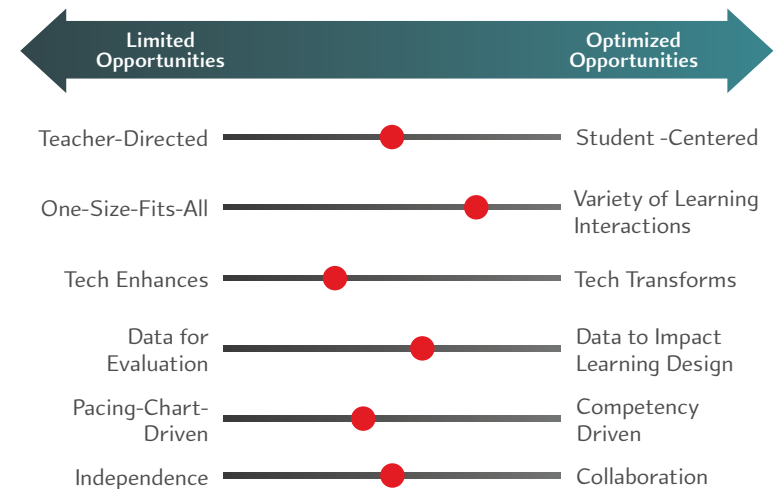 Limited
Opportunities
Optimized
Opportunities
Teacher-Directed
Student -Centered
One-Size-Fits-All
Variety of Learning
Interactions
Tech Enhances
Tech Transforms
Data for
Evaluation
Data to Impact
Learning Design
Pacing-Chart-
Driven
Competency
Driven
Independence
Collaboration